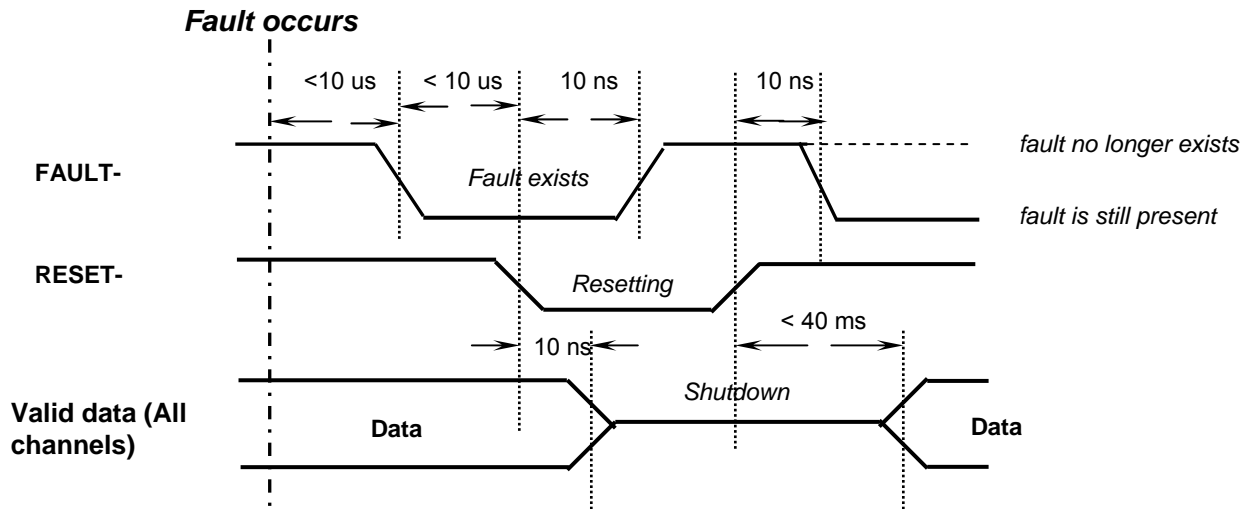 Fault occurs
<10 us
< 10 us
10 ns
10 ns
FAULT-
Fault exists
fault no longer exists
fault is still present
RESET-
Resetting
10 ns
< 40 ms
Shutdown
Valid data (All
channels)
Data
Data